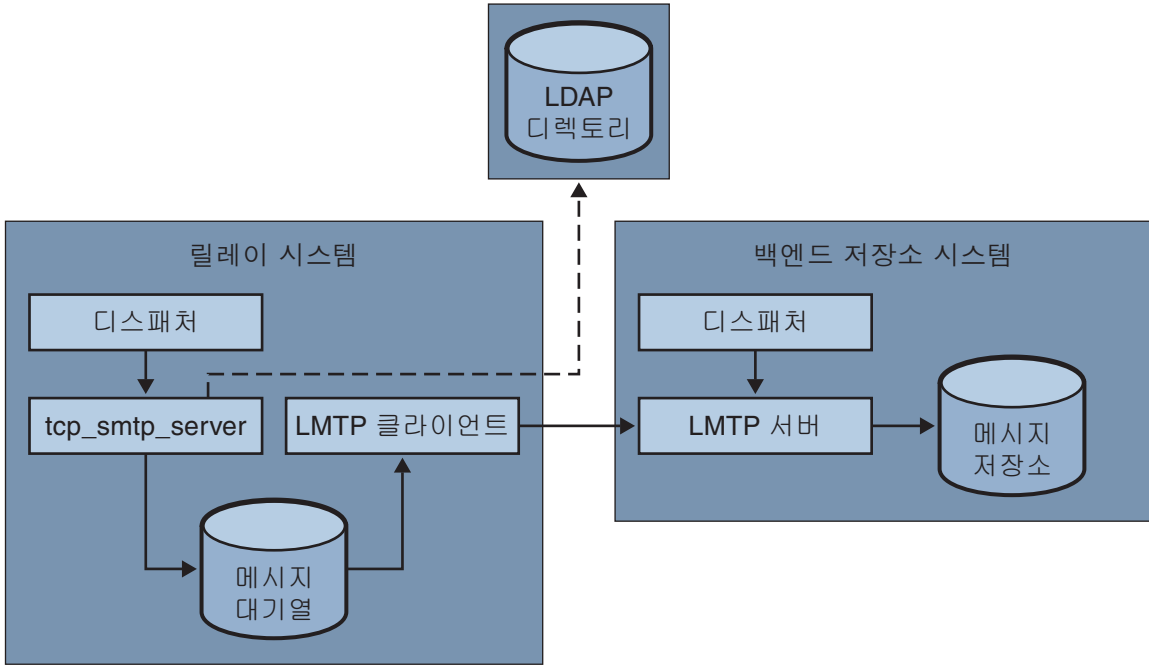 LDAP
디렉토리
릴레이 시스템
디스패처
tcp_smtp_server
LMTP 클라이언트
메시지
대기열
백엔드 저장소 시스템
디스패처
LMTP 서버
메시지
저장소